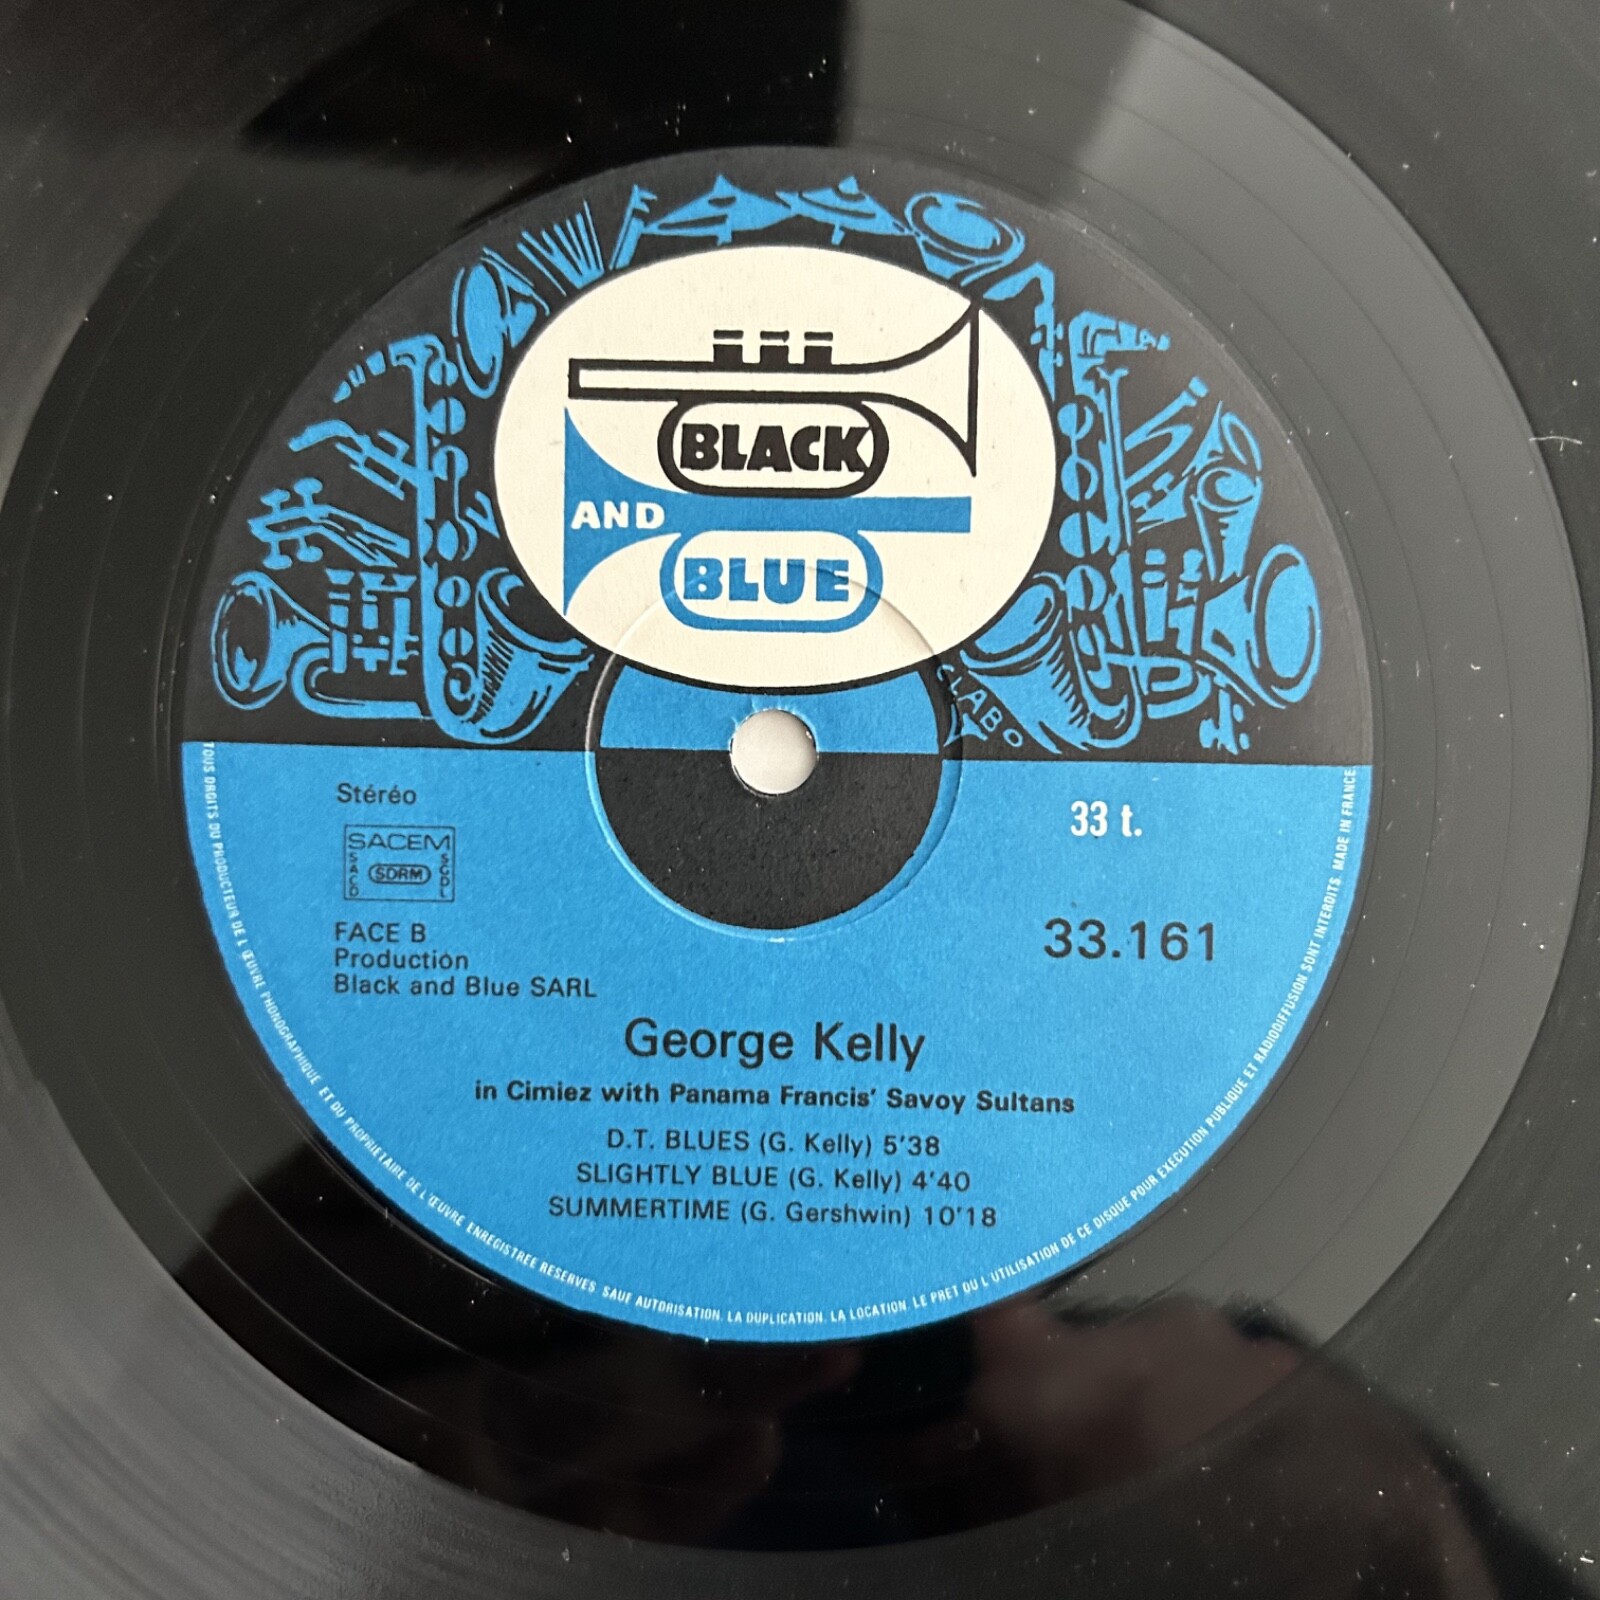 BLACK
AND
BLUE
CLABO
Stéréo
33 t.
SACEM
SACD
SDRM
SGDL
33.161
FACE B
Production
Black and Blue SARL
George Kelly
in Cimiez with Panama Francis' Savoy Sultans
D.T. BLUES (G. Kelly) 5'38
SLIGHTLY BLUE (G. Kelly) 4'40
SUMMERTIME (G. Gershwin) 10'18
TOUS DROITS DU PRODUCTEUR DE L'ŒUVRE PHONOGRAPHIQUE ET DU PROPRIETAIRE DE L'ŒUVRE ENREGISTREE RESERVES. SAUF AUTORISATION. LA DUPLICATION. LA LOCATION. LE PRET OU L'UTILISATION DE CE DISQUE POUR EXECUTION PUBLIQUE ET RADIODIFFUSION SONT INTERDITS. MADE IN FRANCE